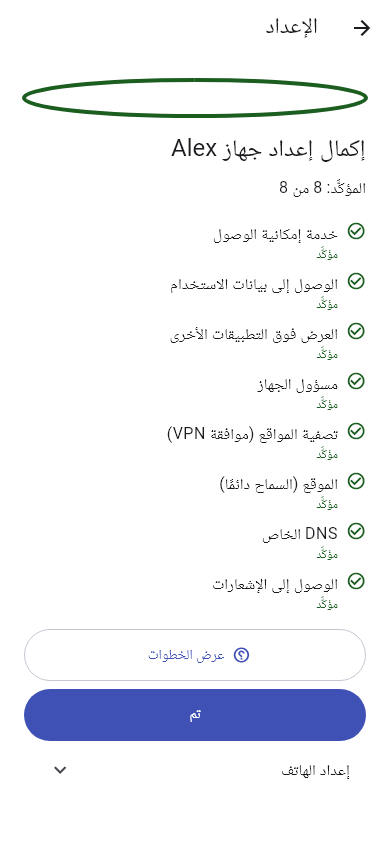 الإعداد
إكمال إعداد جهاز Alex
المؤكَّد: 8 من 8
خدمة إمكانية الوصول
مؤكَّد
الوصول إلى بيانات الاستخدام
مؤكَّد
العرض فوق التطبيقات الأخرى
مؤكَّد
مسؤول الجهاز
مؤكَّد
تصفية المواقع (موافقة VPN)
مؤكَّد
الموقع (السماح دائمًا)
مؤكَّد
DNS الخاص
مؤكَّد
الوصول إلى الإشعارات
مؤكَّد
عرض الخطوات
تم
إعداد الهاتف